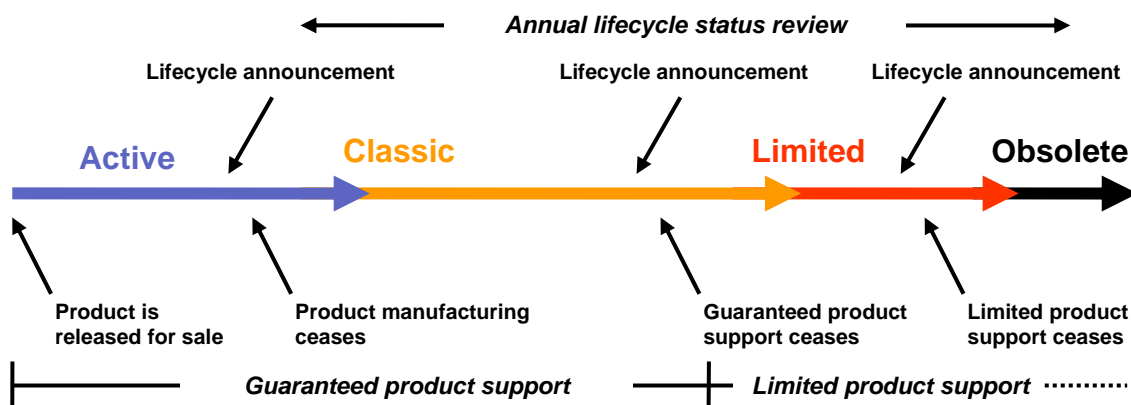 Annual lifecycle status review
Lifecycle announcement
Lifecycle announcement
Lifecycle announcement
Active
Classic
Limited
Obsolete
Product is
released for sale
Product manufacturing
ceases
Guaranteed product
support ceases
Limited product
support ceases
Guaranteed product support
Limited product support